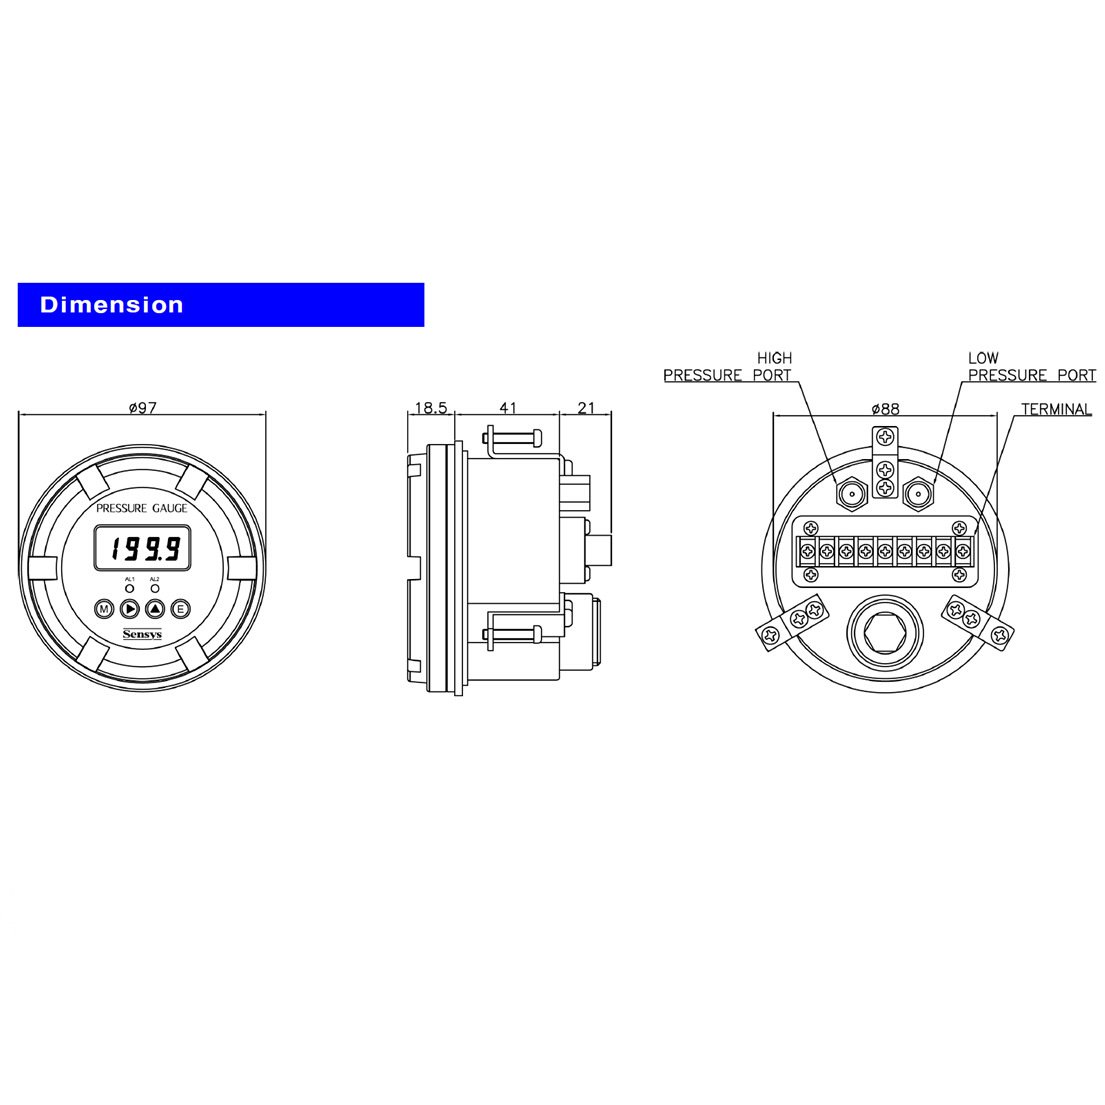 Dimension
ø97
PRESSURE GAUGE
199.9
AL1 AL2
M E
Sensys
18.5 41 21
HIGH
PRESSURE PORT
LOW
PRESSURE PORT
ø88
TERMINAL